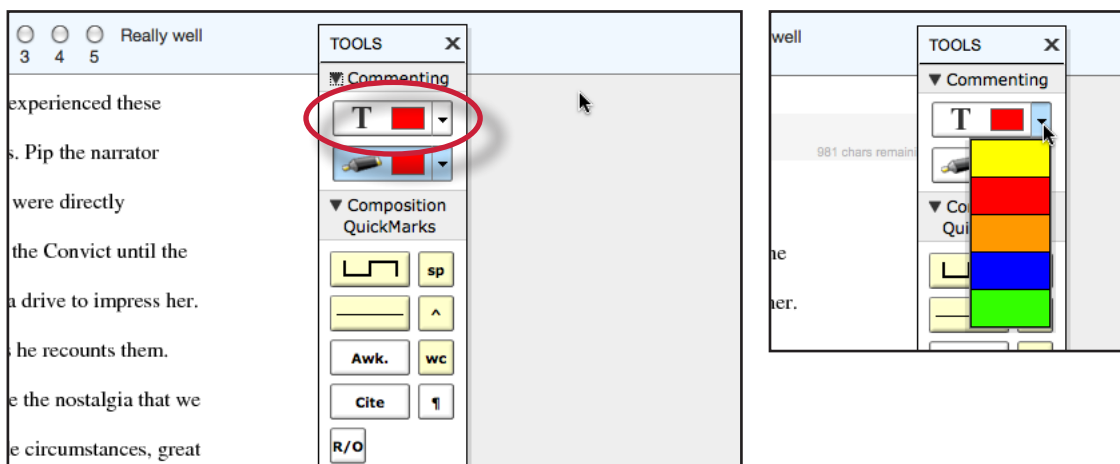 Really well
3 4 5
TOOLS X
Commenting
T
experienced these
s. Pip the narrator
were directly
the Convict until the
a drive to impress her.
he recounts them.
e the nostalgia that we
e circumstances, great
Composition
QuickMarks
sp
^
Awk. wc
Cite ¶
R/O
well
TOOLS X
Commenting
T
981 chars remaini
Co
Qui
ne
her.